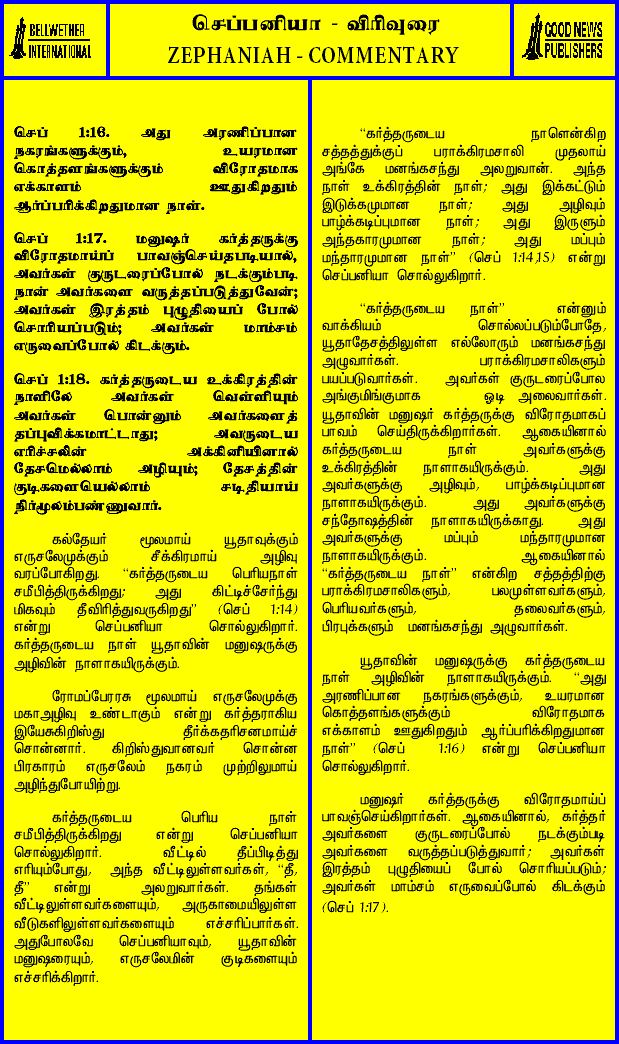 BELLWETHER
INTERNATIONAL
செப்பனியா - விரிவுரை
ZEPHANIAH - COMMENTARY
GOOD NEWS
PUBLISHERS
செப் 1:16. அது அரணிப்பான
நகரங்களுக்கும், உயரமான
கொத்தளங்களுக்கும் விரோதமாக
எக்காளம் ஊதுகிறதும்
ஆர்ப்பரிக்கிறதுமான நாள்.
செப் 1:17. மனுஷர் கர்த்தருக்கு
விரோதமாய்ப் பாவஞ்செய்தபடியால்,
அவர்கள் குருடரைப்போல் நடக்கும்படி
நான் அவர்களை வருத்தப்படுத்துவேன்;
அவர்கள் இரத்தம் புழுதியைப் போல்
சொரியப்படும்; அவர்கள் மாம்சம்
எருவைப்போல் கிடக்கும்.
செப் 1:18. கர்த்தருடைய உக்கிரத்தின்
நாளிலே அவர்கள் வெள்ளியும்
அவர்கள் பொன்னும் அவர்களைத்
தப்புவிக்கமாட்டாது; அவருடைய
எரிச்சலின் அக்கினியினால்
தேசமெல்லாம் அழியும்; தேசத்தின்
குடிகளையெல்லாம் சடிதியாய்
நிர்மூலம்பண்ணுவார்.
கல்தேயர் மூலமாய் யூதாவுக்கும்
எருசலேமுக்கும் சீக்கிரமாய் அழிவு
வரப்போகிறது. “கர்த்தருடைய பெரியநாள்
சமீபித்திருக்கிறது; அது கிட்டிச்சேர்ந்து
மிகவும் தீவிரித்துவருகிறது” (செப் 1:14)
என்று செப்பனியா சொல்லுகிறார்.
கர்த்தருடைய நாள் யூதாவின் மனுஷருக்கு
அழிவின் நாளாகயிருக்கும்.
ரோமப்பேரரசு மூலமாய் எருசலேமுக்கு
மகாஅழிவு உண்டாகும் என்று கர்த்தராகிய
இயேசுகிறிஸ்து தீர்க்கதரிசனமாய்ச்
சொன்னார். கிறிஸ்துவானவர் சொன்ன
பிரகாரம் எருசலேம் நகரம் முற்றிலுமாய்
அழிந்துபோயிற்று.
கர்த்தருடைய பெரிய நாள்
சமீபித்திருக்கிறது என்று செப்பனியா
சொல்லுகிறார். வீட்டில் தீப்பிடித்து
எரியும்போது, அந்த வீட்டிலுள்ளவர்கள், “தீ,
தீ” என்று அலறுவார்கள். தங்கள்
வீட்டிலுள்ளவர்களையும், அருகாமையிலுள்ள
வீடுகளிலுள்ளவர்களையும் எச்சரிப்பார்கள்.
அதுபோலவே செப்பனியாவும், யூதாவின்
மனுஷரையும், எருசலேமின் குடிகளையும்
எச்சரிக்கிறார்.
“கர்த்தருடைய நாளென்கிற
சத்தத்துக்குப் பராக்கிரமசாலி முதலாய்
அங்கே மனங்கசந்து அலறுவான். அந்த
நாள் உக்கிரத்தின் நாள்; அது இக்கட்டும்
இடுக்கமுமான நாள்; அது அழிவும்
பாழ்க்கடிப்புமான நாள்; அது இருளும்
அந்தகாரமுமான நாள்; அது மப்பும்
மந்தாரமுமான நாள்” (செப் 1:14,15) என்று
செப்பனியா சொல்லுகிறார்.
“கர்த்தருடைய நாள்” என்னும்
வாக்கியம் சொல்லப்படும்போதே,
யூதாதேசத்திலுள்ள எல்லோரும் மனங்கசந்து
அழுவார்கள். பராக்கிரமசாலிகளும்
பயப்படுவார்கள். அவர்கள் குருடரைப்போல
அங்குமிங்குமாக ஓடி அலைவார்கள்.
யூதாவின் மனுஷர் கர்த்தருக்கு விரோதமாகப்
பாவம் செய்திருக்கிறார்கள். ஆகையினால்
கர்த்தருடைய நாள் அவர்களுக்கு
உக்கிரத்தின் நாளாகயிருக்கும். அது
அவர்களுக்கு அழிவும், பாழ்க்கடிப்புமான
நாளாகயிருக்கும். அது அவர்களுக்கு
சந்தோஷத்தின் நாளாகயிருக்காது. அது
அவர்களுக்கு மப்பும் மந்தாரமுமான
நாளாகயிருக்கும். ஆகையினால்
“கர்த்தருடைய நாள்” என்கிற சத்தத்திற்கு
பராக்கிரமசாலிகளும், பலமுள்ளவர்களும்,
பெரியவர்களும், தலைவர்களும்,
பிரபுக்களும் மனங்கசந்து அழுவார்கள்.
யூதாவின் மனுஷருக்கு கர்த்தருடைய
நாள் அழிவின் நாளாகயிருக்கும். “அது
அரணிப்பான நகரங்களுக்கும், உயரமான
கொத்தளங்களுக்கும் விரோதமாக
எக்காளம் ஊதுகிறதும் ஆர்ப்பரிக்கிறதுமான
நாள்” (செப் 1:16) என்று செப்பனியா
சொல்லுகிறார்.
மனுஷர் கர்த்தருக்கு விரோதமாய்ப்
பாவஞ்செய்கிறார்கள். ஆகையினால், கர்த்தர்
அவர்களை குருடரைப்போல் நடக்கும்படி
அவர்களை வருத்தப்படுத்துவார்; அவர்கள்
இரத்தம் புழுதியைப் போல் சொரியப்படும்;
அவர்கள் மாம்சம் எருவைப்போல் கிடக்கும்
(செப் 1:17).